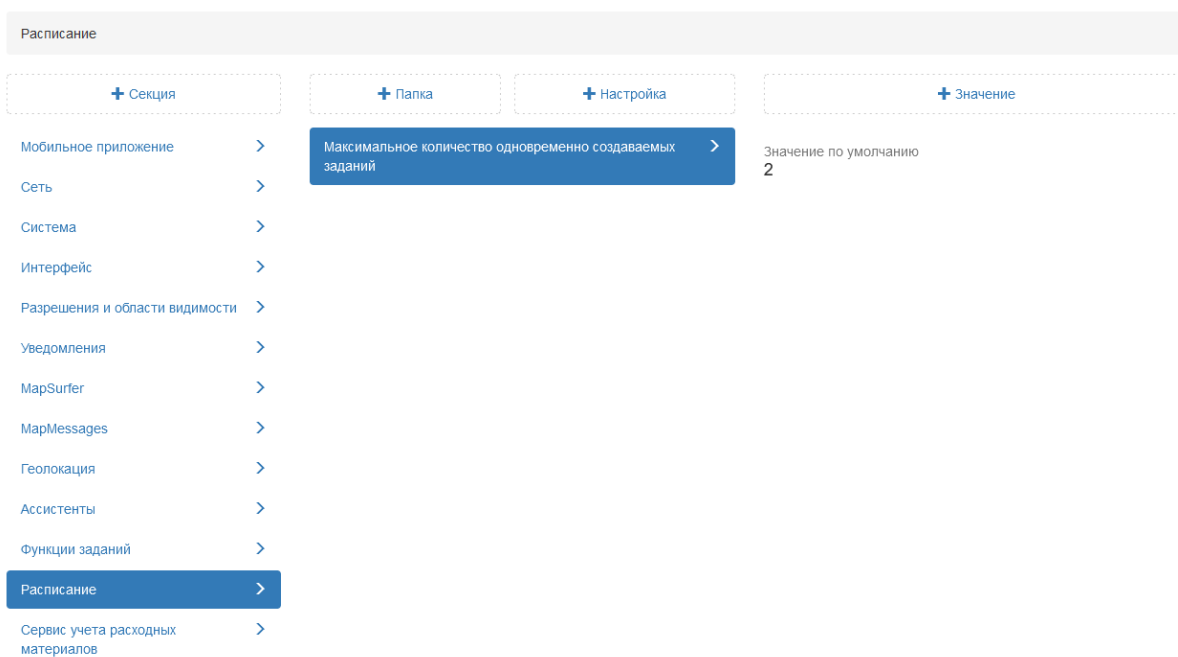 Расписание
Секция
Папка
Настройка
Значение
Мобильное приложение
Сеть
Система
Интерфейс
Разрешения и области видимости
Уведомления
MapSurfer
MapMessages
Геолокация
Ассистенты
Функции заданий
Расписание
Сервис учета расходных
материалов
Максимальное количество одновременно создаваемых
заданий
Значение по умолчанию
2